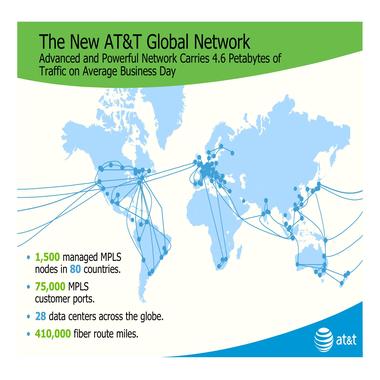 The New AT&T Global Network
Advanced and Powerful Network Carries 4.6 Petabytes of
Traffic on Average Business Day
• 1,500 managed MPLS
nodes in 80 countries.
• 75,000 MPLS
customer ports.
• 28 data centers across the globe.
• 410,000 fiber route miles.
at&t